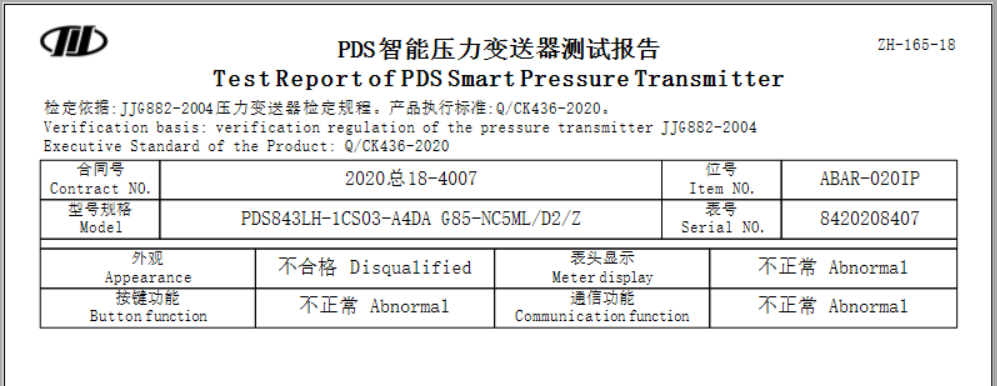 PDS智能压力变送器测试报告
ZH-165-18
Test Report of PDS Smart Pressure Transmitter
检定依据:JJG882-2004压力变送器检定规程。产品执行标准:Q/CK436-2020。
Verification basis: verification regulation of the pressure transmitter JJG882-2004
Executive Standard of the Product: Q/CK436-2020
合同号
Contract NO.
2020总18-4007
位号
Item NO.
ABAR-020IP
型号规格
Model
PDS843LH-1CS03-A4DA G85-NC5ML/D2/Z
表号
Serial NO.
8420208407
外观
Appearance
不合格 Disqualified
表头显示
Meter display
不正常 Abnormal
按键功能
Button function
不正常 Abnormal
通信功能
Communication function
不正常 Abnormal